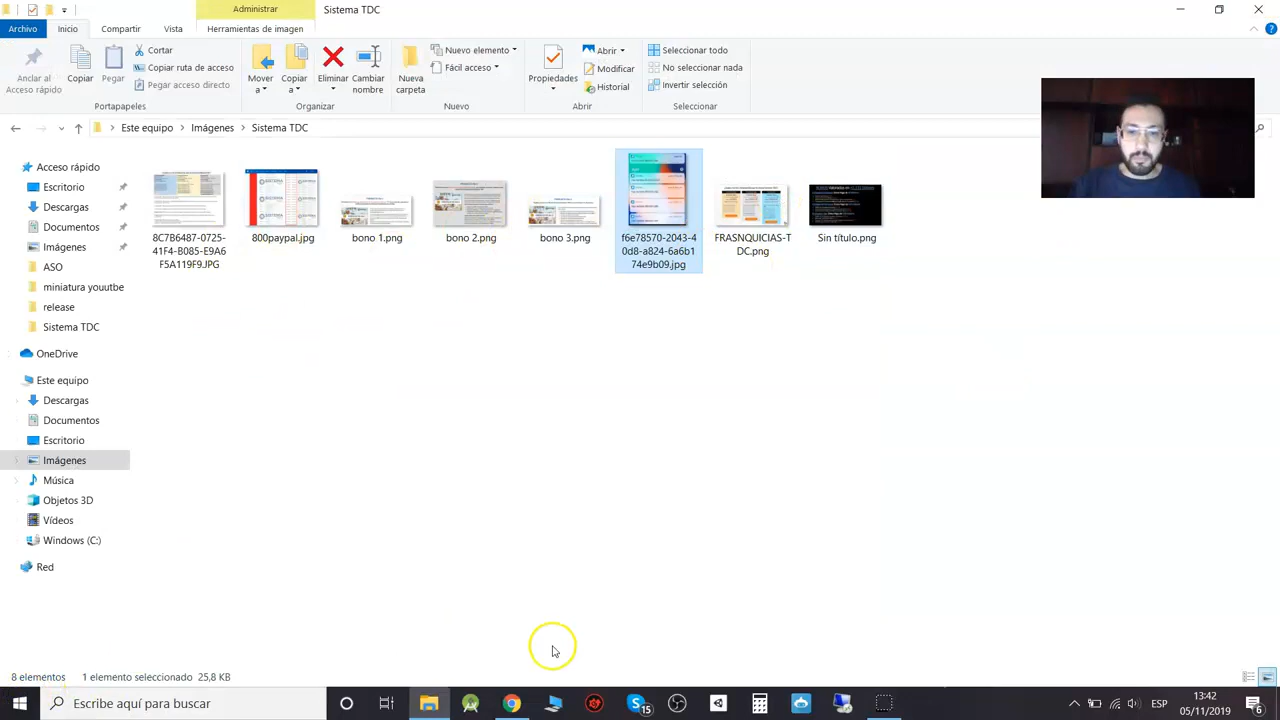 Administrar
Sistema TDC
Archivo
Inicio
Compartir
Vista
Herramientas de imagen
Anclar al
Acceso rápido
Copiar
Pegar
Cortar
Copiar ruta de acceso
Pegar acceso directo
Portapapeles
Mover
a
Copiar
a
Eliminar
Cambiar
nombre
Organizar
Nueva
carpeta
Nuevo elemento
Fácil acceso
Nuevo
Propiedades
Abrir
Modificar
Historial
Abrir
Seleccionar todo
No seleccionar nada
Invertir selección
Seleccionar
Este equipo
Imágenes
Sistema TDC
Acceso rápido
Escritorio
Descargas
Documentos
Imágenes
ASO
miniatura youutbe
release
Sistema TDC
OneDrive
Este equipo
Descargas
Documentos
Escritorio
Imágenes
Música
Objetos 3D
Vídeos
Windows (C:)
Red
8C7B6487-0725-
41F4-8085-E9A6
F5A119F9.JPG
800paypal.jpg
bono 1.png
bono 2.png
bono 3.png
f6e78570-2043-4
0d8-a824-6a6b1
74e9b09.jpg
FRASNQUICIAS-T
DC.png
Sin título.png
8 elementos
1 elemento seleccionado 25,8 KB
Escribe aquí para buscar
15
ESP
13:42
05/11/2019
6